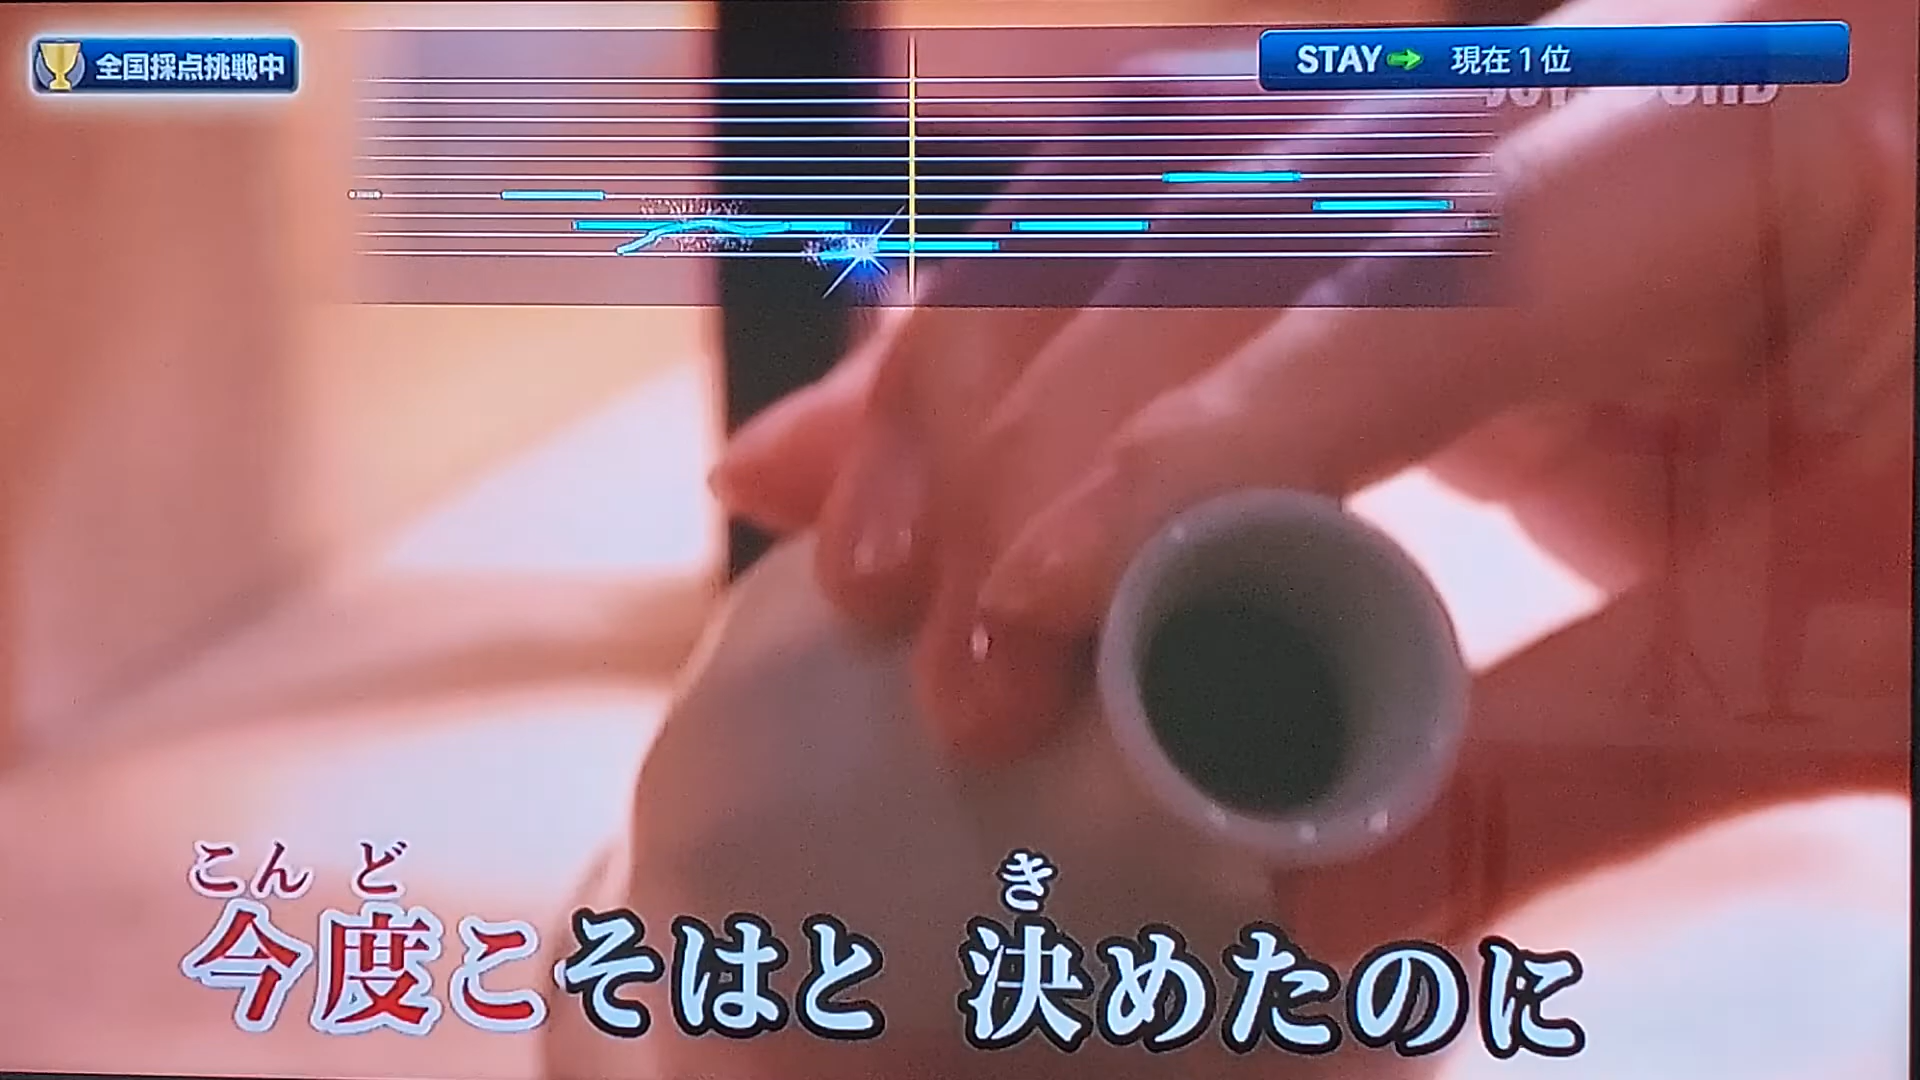 全国採点挑戦中
STAY 現在1位
こんど
き
今度こそはと 決めたのに